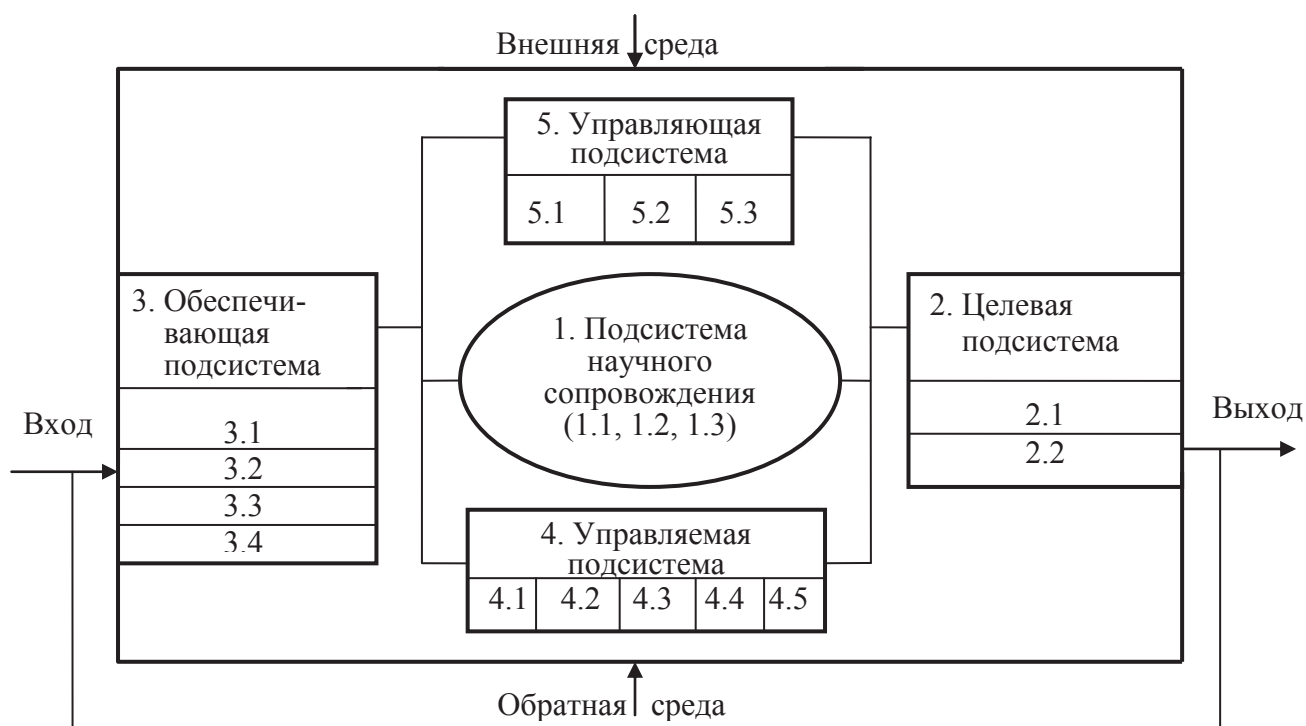 Внешняя среда
5. Управляющая
подсистема
5.1 5.2 5.3
3. Обеспечи-
вающая
подсистема
3.1
3.2
3.3
3.4
1. Подсистема
научного
сопровождения
(1.1, 1.2, 1.3)
2. Целевая
подсистема
2.1
2.2
Вход
Выход
4. Управляемая
подсистема
4.1 4.2 4.3 4.4 4.5
Обратная среда